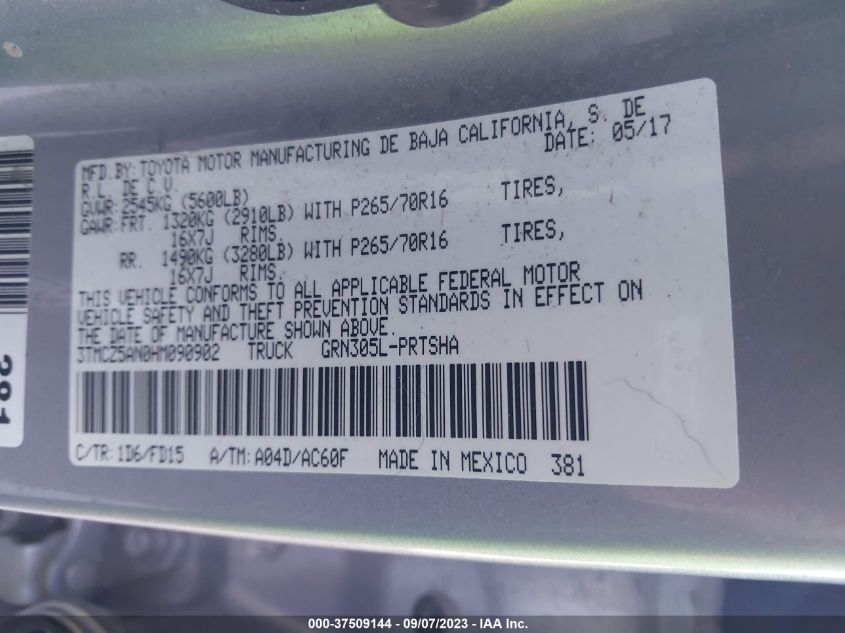 MFD.BY:TOYOTA MOTOR MANUFACTURING DE BAJA CALIFORNIA, S. DE
R.L. DE C.V. DATE: 05/17
GVWR:2545KG (5600LB)
GAWR:FRT. 1320KG (2910LB) WITH P265/70R16 TIRES,
16X7J RIMS.
RR. 1490KG (3280LB) WITH P265/70R16 TIRES,
16X7J RIMS.
THIS VEHICLE CONFORMS TO ALL APPLICABLE FEDERAL MOTOR
VEHICLE SAFETY AND THEFT PREVENTION STANDARDS IN EFFECT ON
THE DATE OF MANUFACTURE SHOWN ABOVE.
3TMCZ5AN0HM090902 TRUCK GRN305L-PRTSHA
C/TR:1D6/FD15 A/TM:A04D/AC60F MADE IN MEXICO 381
000-37509144 - 09/07/2023 - IAA Inc.